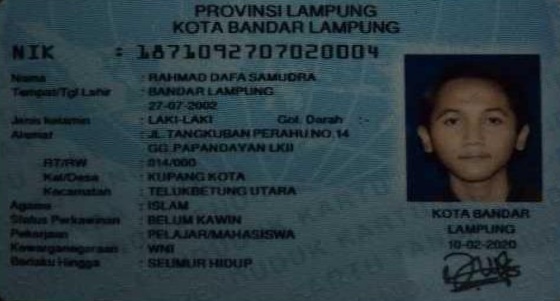 PROVINSI LAMPUNG
KOTA BANDAR LAMPUNG
NIK : 1871092707020004
Nama : RAHMAD DAFA SAMUDRA
Tempat/Tgl Lahir : BANDAR LAMPUNG
27-07-2002
Jenis kelamin : LAKI-LAKI Gol. Darah : -
Alamat : JL. TANGKUBAN PERAHU NO.14
GG. PAPANDAYAN LKII
RT/RW : 014/000
Kel/Desa : KUPANG KOTA
Kecamatan : TELUKBETUNG UTARA
Agama : ISLAM
Status Perkawinan : BELUM KAWIN
Pekerjaan : PELAJAR/MAHASISWA
Kewarganegaraan : WNI
Berlaku Hingga : SEUMUR HIDUP
KOTA BANDAR
LAMPUNG
10-02-2020